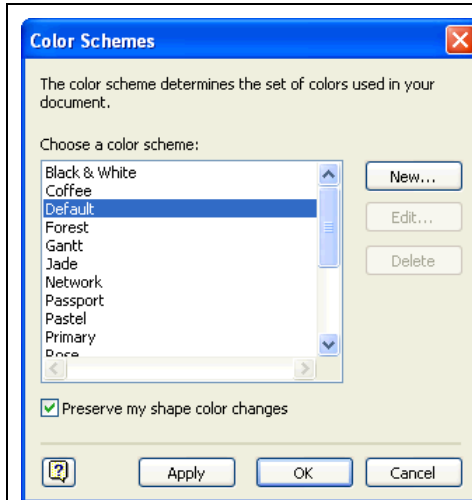 Color Schemes
The color scheme determines the set of colors used in your
document.
Choose a color scheme:
Black & White
Coffee
Default
Forest
Gantt
Jade
Network
Passport
Pastel
Primary
Rose
New...
Edit...
Delete
Preserve my shape color changes
?
Apply
OK
Cancel